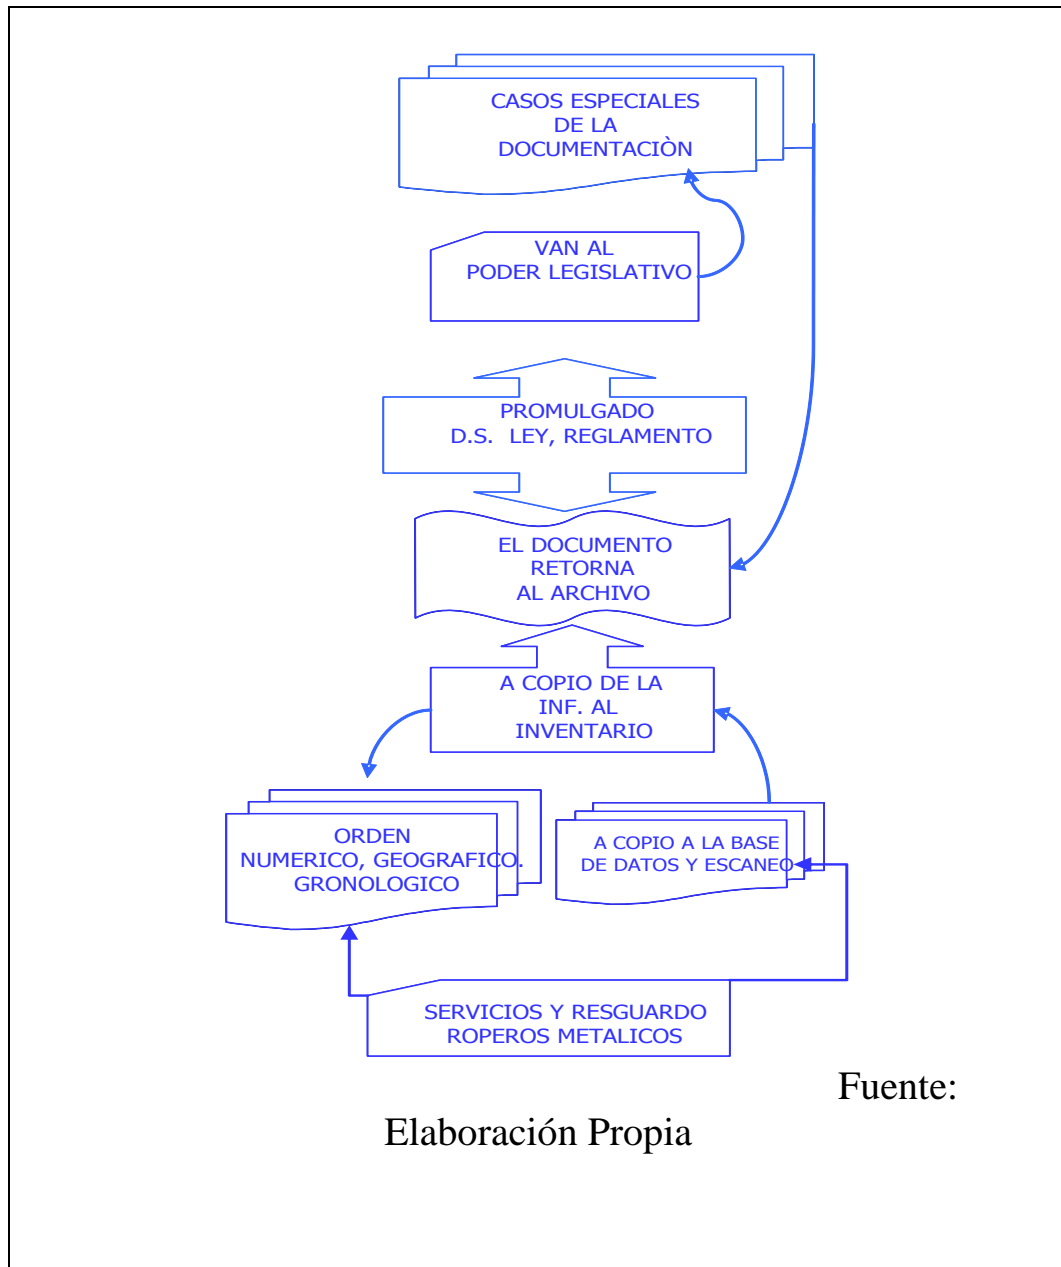 CASOS ESPECIALES
DE LA
DOCUMENTACIÒN
VAN AL
PODER LEGISLATIVO
PROMULGADO
D.S. LEY, REGLAMENTO
EL DOCUMENTO
RETORNA
AL ARCHIVO
A COPIO DE LA
INF. AL
INVENTARIO
ORDEN
NUMERICO, GEOGRAFICO.
GRONOLOGICO
A COPIO A LA BASE
DE DATOS Y ESCANEO
SERVICIOS Y RESGUARDO
ROPEROS METALICOS
Fuente:
Elaboración Propia